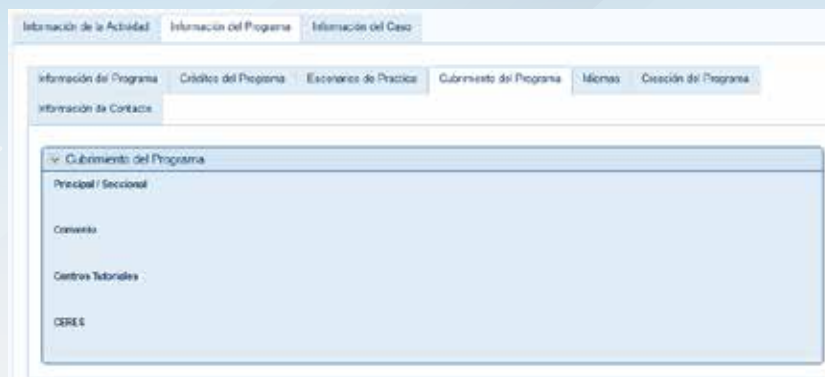 Información de la Actividad Información del Programa Información del Caso
Información del Programa Créditos del Programa Escenarios de Practica Cubrimiento del Programa Idiomas Creación del Programa
Información de Contacto
Cubrimiento del Programa
Principal / Seccional
Convenio
Centros Tutoriales
CERES